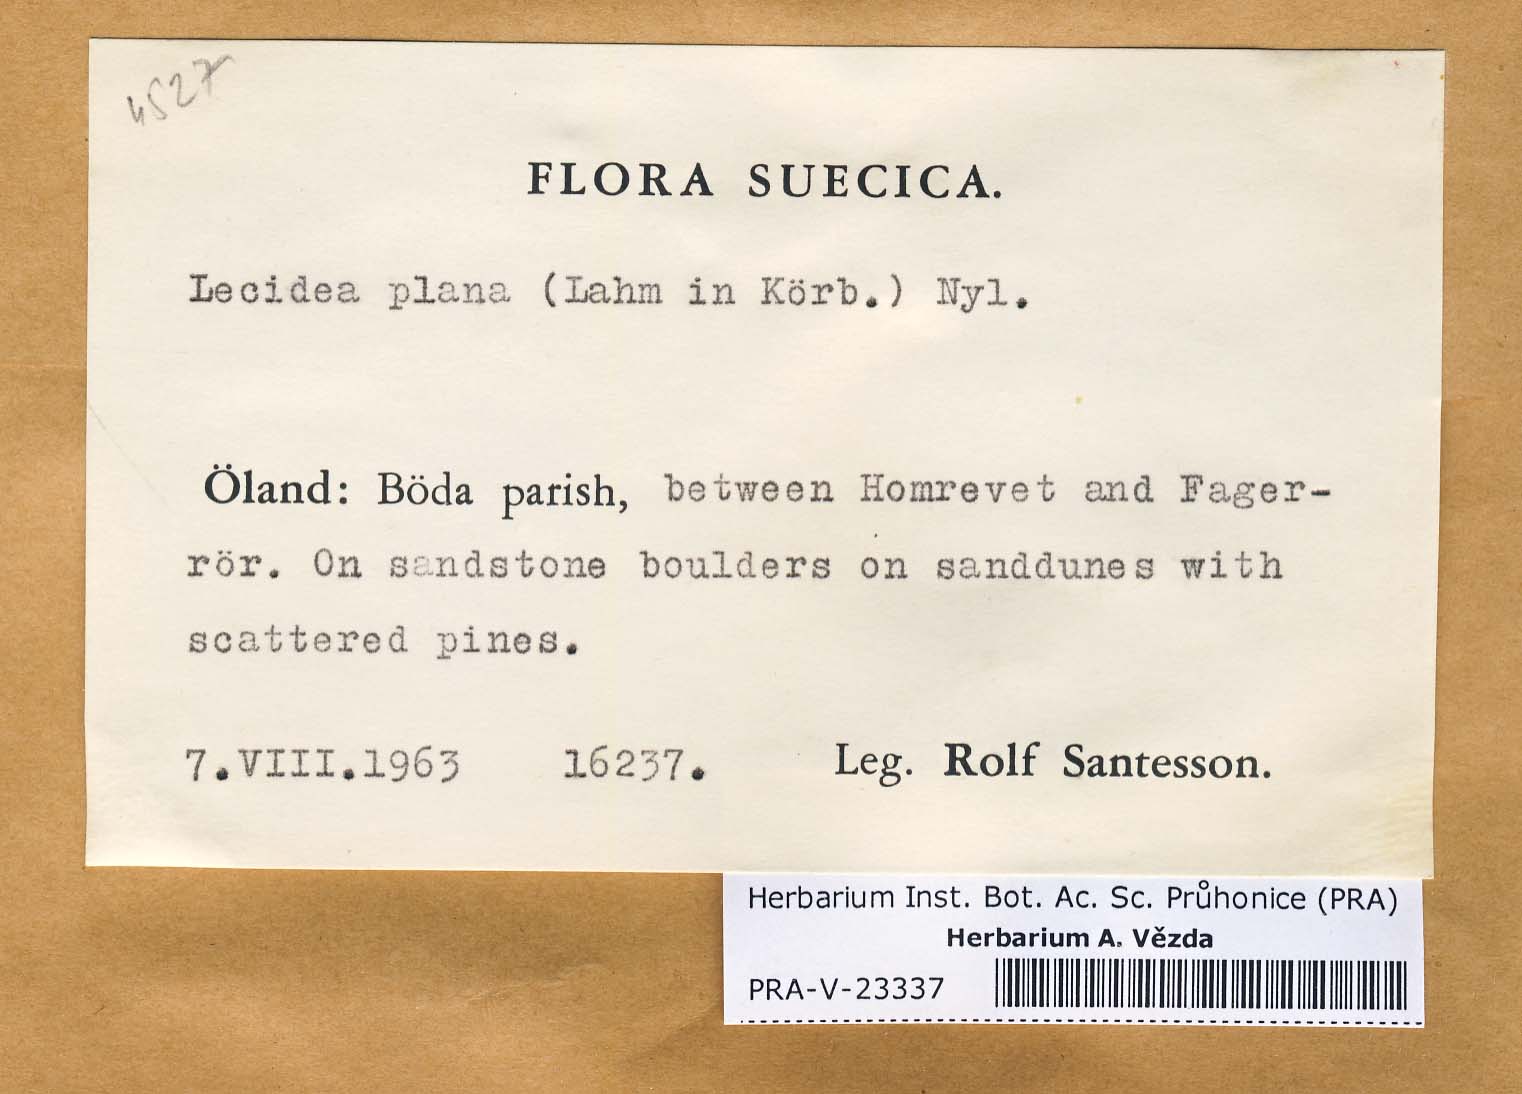 4527
FLORA SUECICA.
Lecidea plana (Lahm in Körb.) Nyl.
Öland: Böda parish, between Homrevet and Fager-
rör. On sandstone boulders on sanddunes with
scattered pines.
7.VIII.1963 16237. Leg. Rolf Santesson.
Herbarium Inst. Bot. Ac. Sc. Průhonice (PRA)
Herbarium A. Vězda
PRA-V-23337